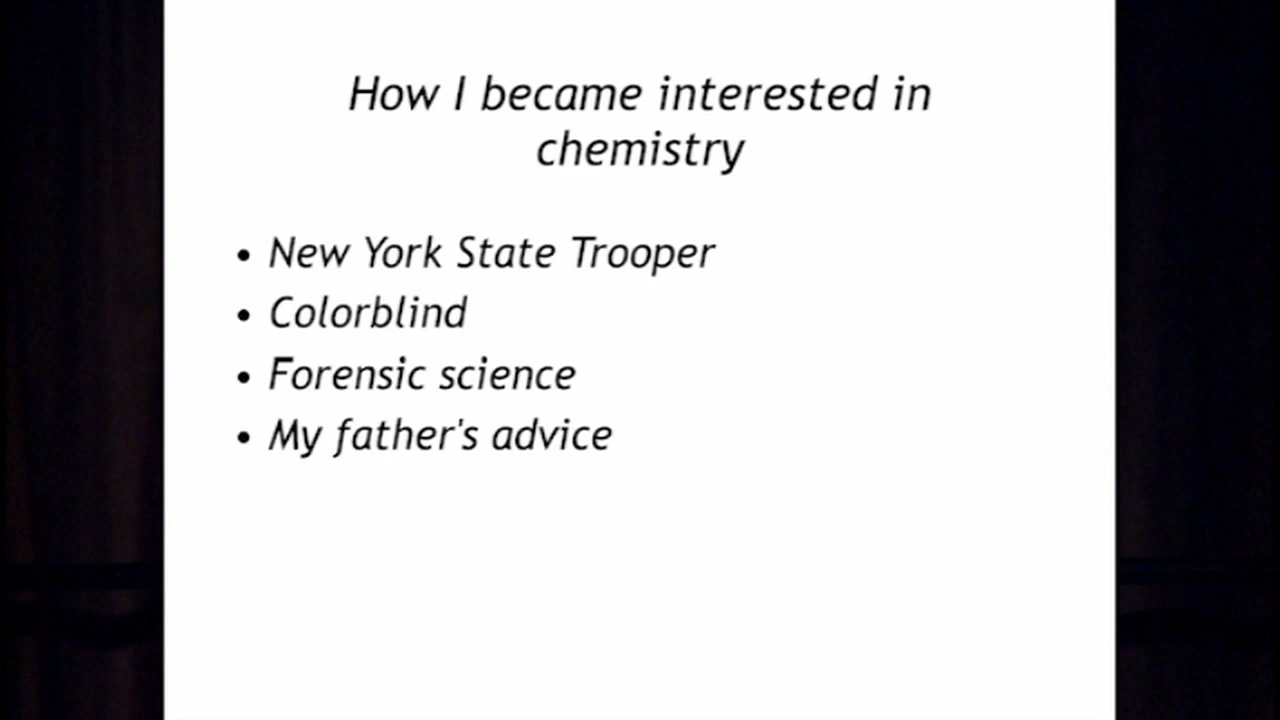 How I became interested in
chemistry
• New York State Trooper
• Colorblind
• Forensic science
• My father's advice